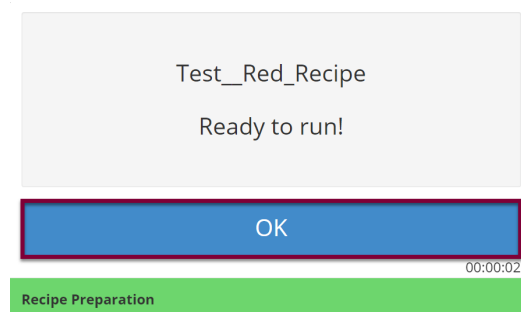 Test__Red_Recipe
Ready to run!
OK
00:00:02
Recipe Preparation